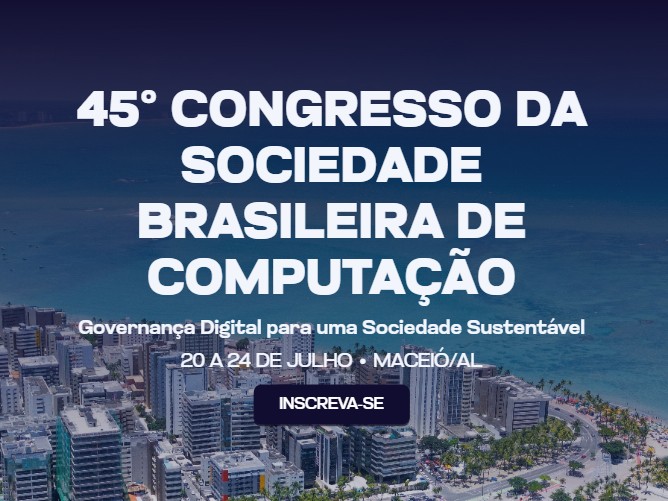 45º CONGRESSO DA
SOCIEDADE
BRASILEIRA DE
COMPUTAÇÃO
Governança Digital para uma Sociedade Sustentável
20 A 24 DE JULHO • MACEIÓ/AL
INSCREVA-SE